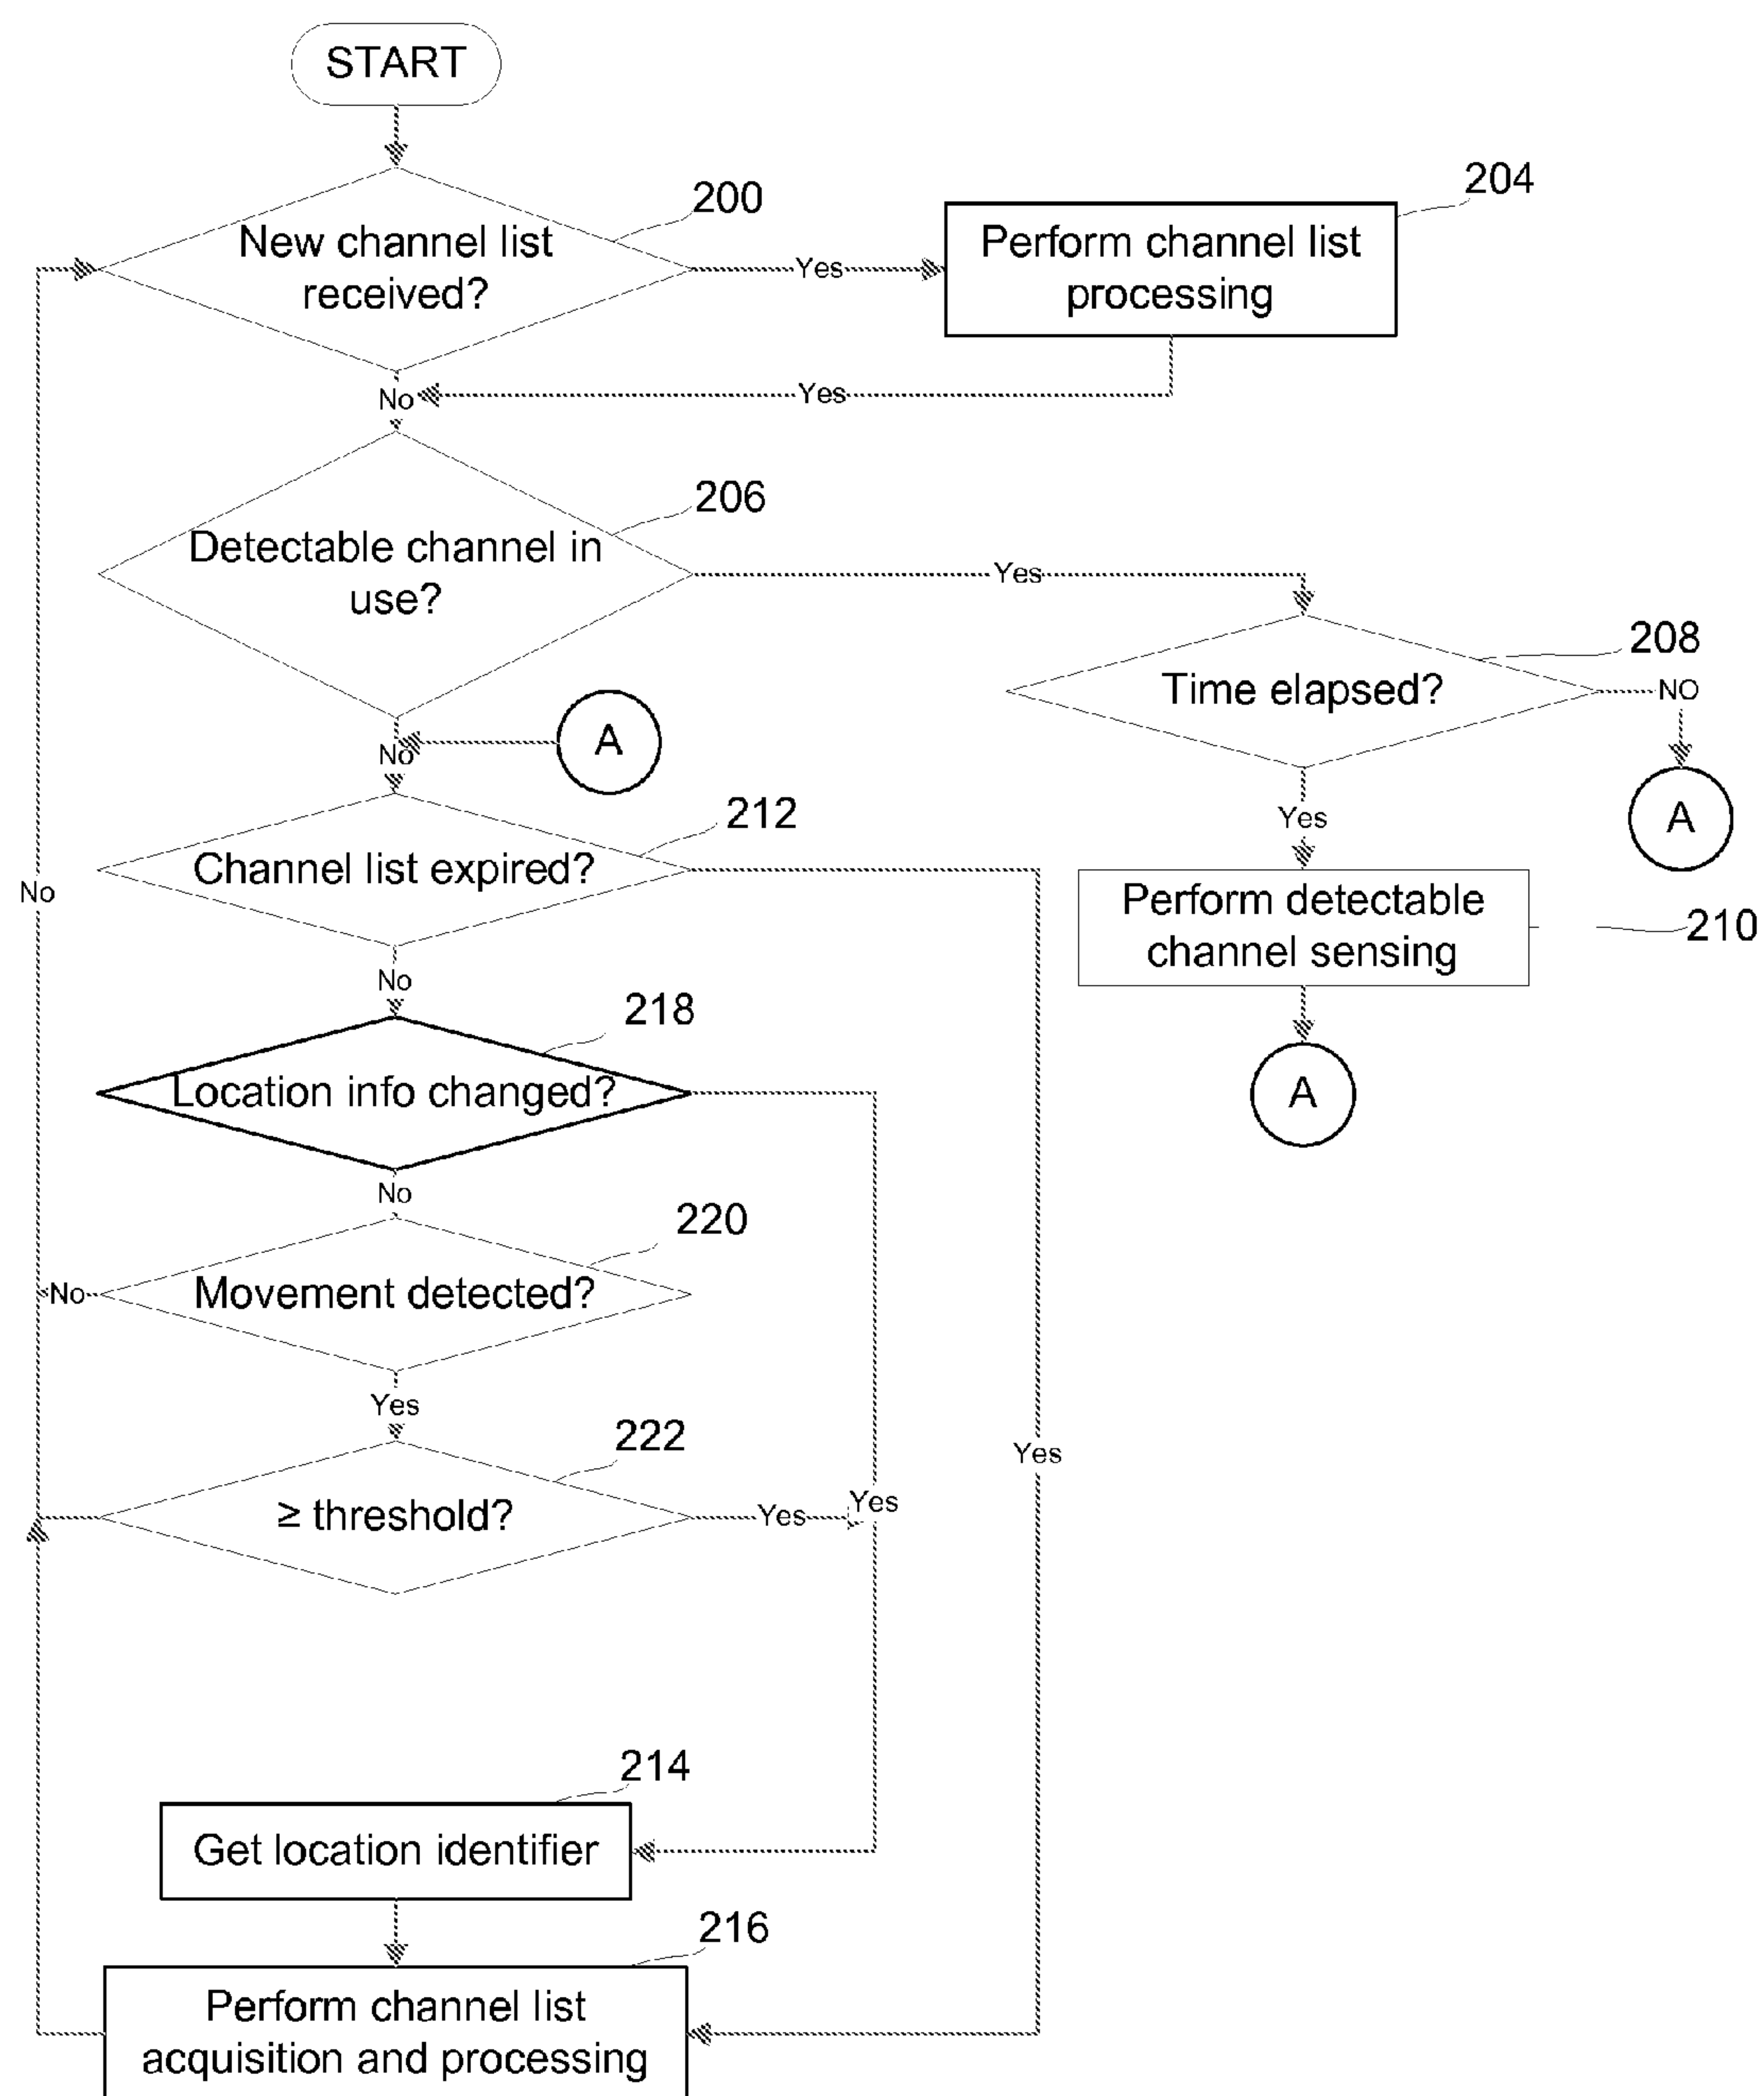 START
200
New channel list
received?
Yes
204
Perform channel list
processing
No
Yes
206
Detectable channel in
use?
Yes
208
Time elapsed?
NO
A
No
A
Yes
212
Channel list expired?
No
Perform detectable
channel sensing
210
No
218
Location info changed?
A
No
220
Movement detected?
No
Yes
222
≥ threshold?
Yes
Yes
Yes
214
Get location identifier
216
Perform channel list
acquisition and processing